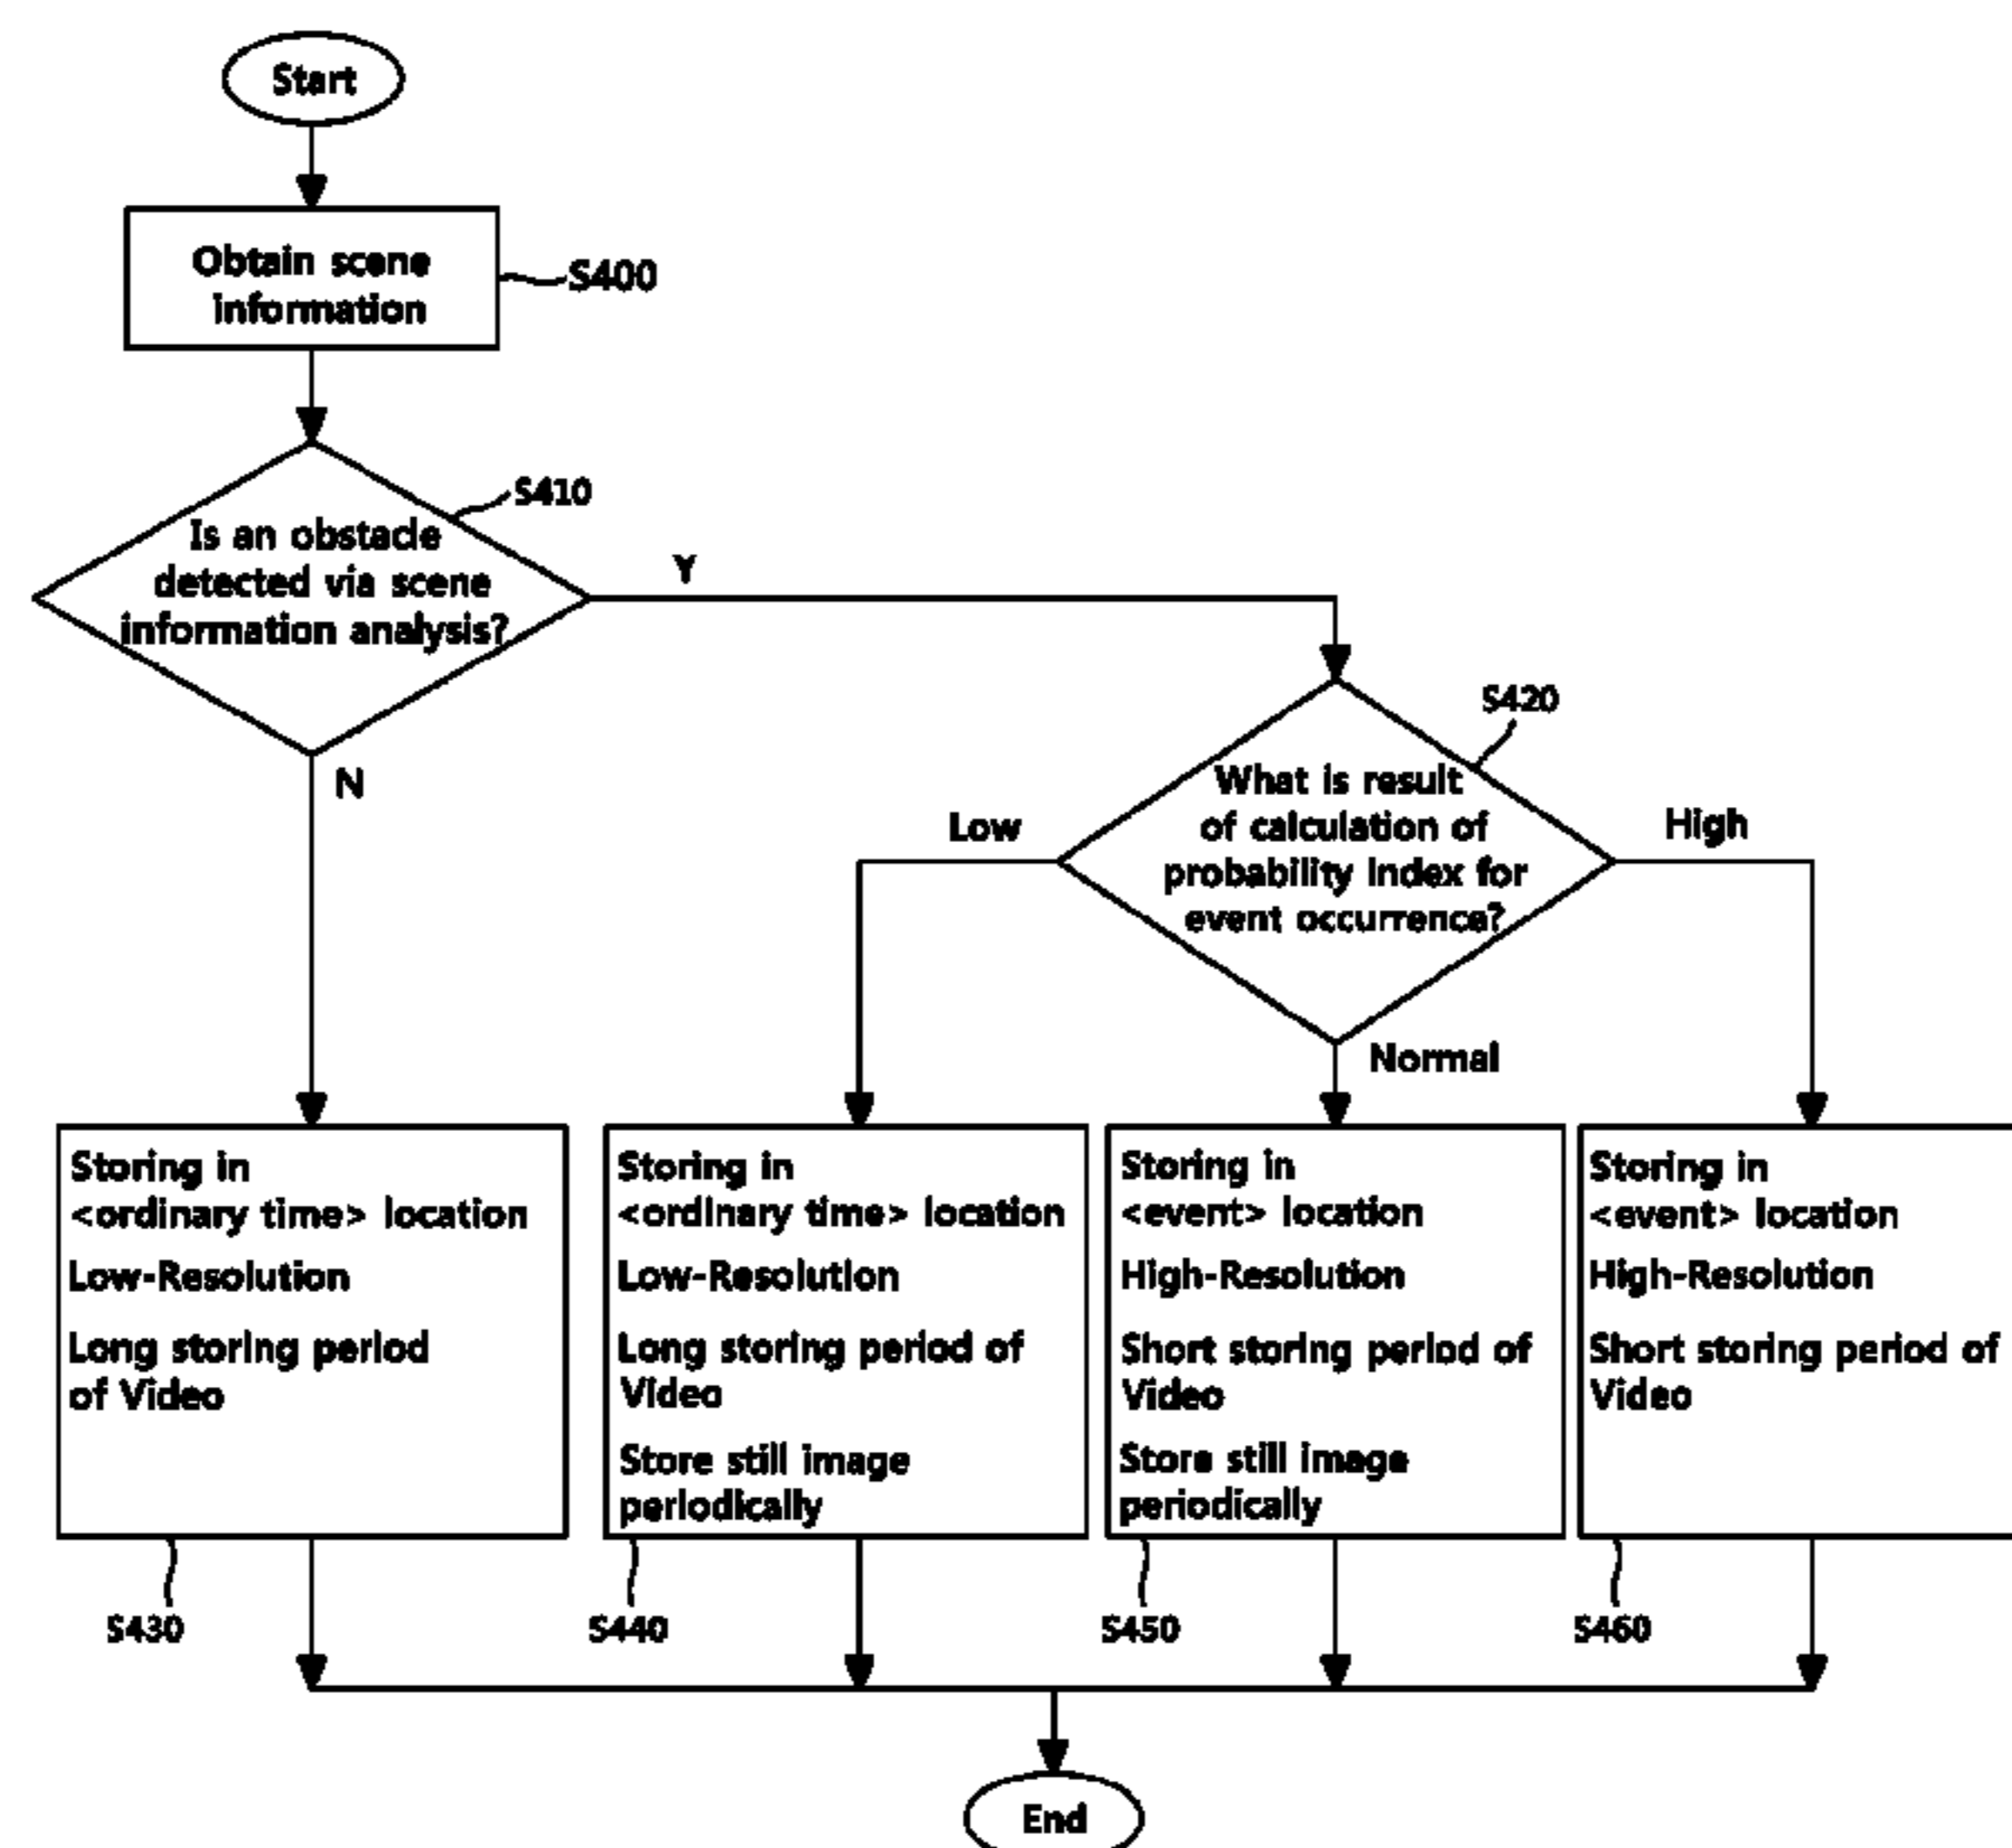 Start
Obtain scene
information
S400
S410
Is an obstacle
detected via scene
information analysis?
Y
N
S420
What is result
of calculation of
probability index for
event occurrence?
Low
High
Normal
Storing in
<ordinary time> location
Low-Resolution
Long storing period
of Video
Storing in
<ordinary time> location
Low-Resolution
Long storing period of
Video
Store still image
periodically
Storing in
<event> location
High-Resolution
Short storing period of
Video
Store still image
periodically
Storing in
<event> location
High-Resolution
Short storing period of
Video
S430
S440
S450
S460
End